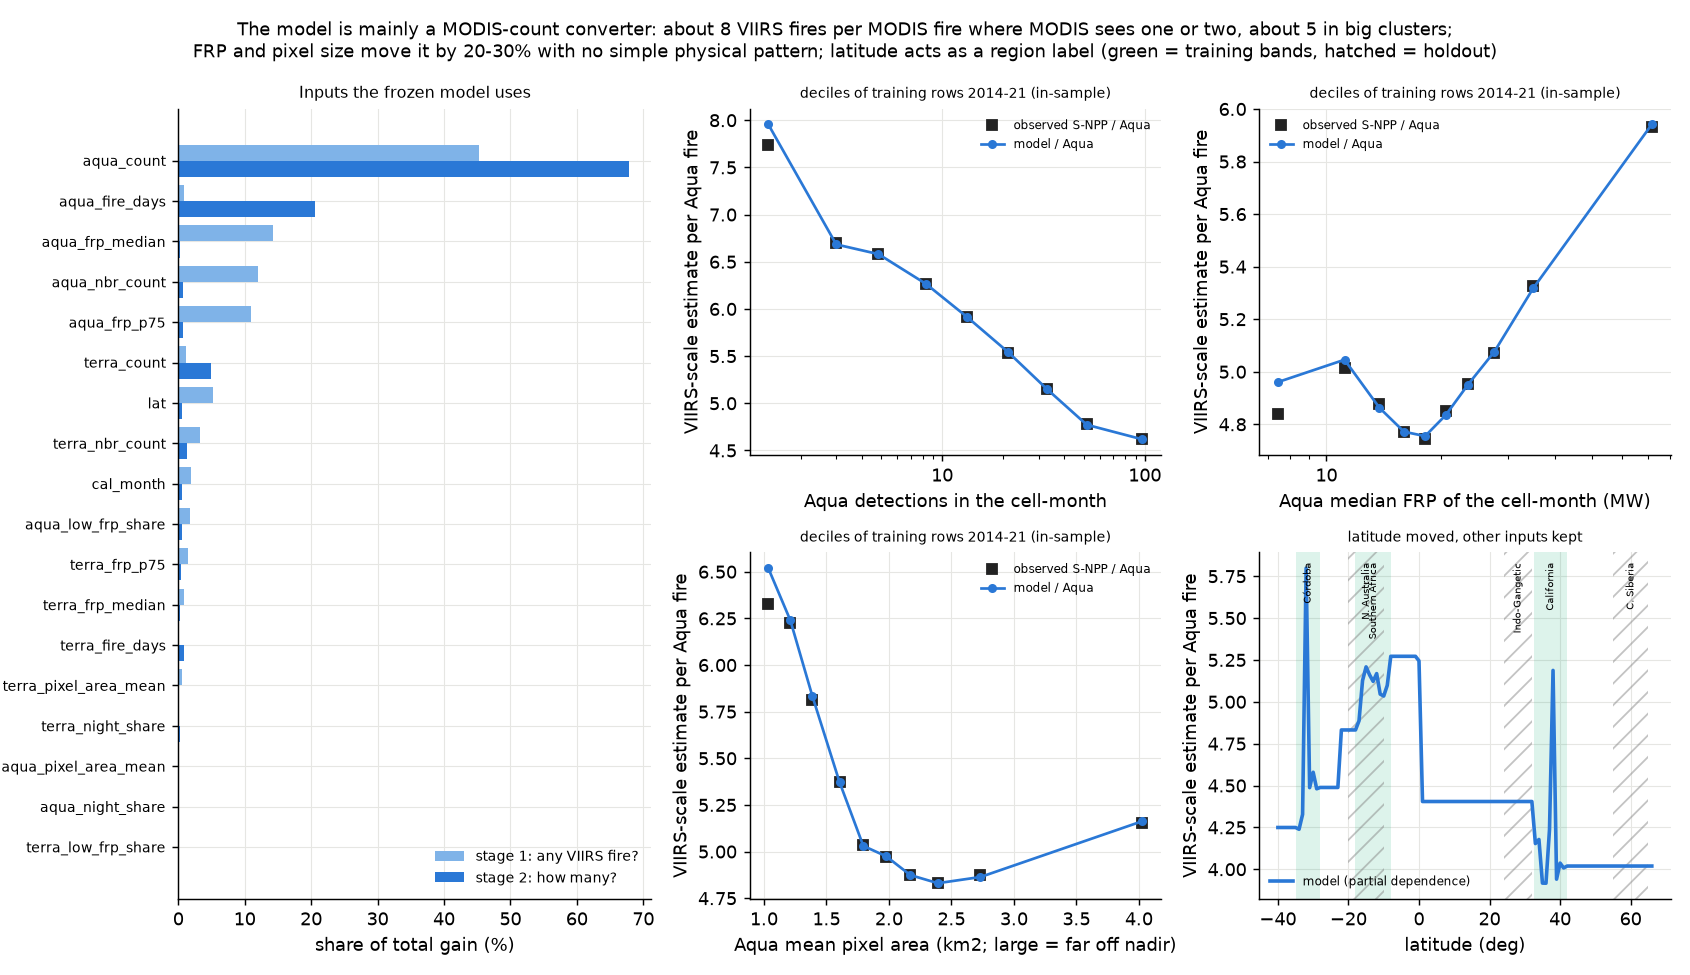 The model is mainly a MODIS-count converter: about 8 VIIRS fires per MODIS fire where MODIS sees one or two, about 5 in big clusters;
FRP and pixel size move it by 20-30% with no simple physical pattern; latitude acts as a region label (green = training bands, hatched = holdout)
Inputs the frozen model uses
aqua_count
aqua_fire_days
aqua_frp_median
aqua_nbr_count
aqua_frp_p75
terra_count
lat
terra_nbr_count
cal_month
aqua_low_frp_share
terra_frp_p75
terra_frp_median
terra_fire_days
terra_pixel_area_mean
terra_night_share
aqua_pixel_area_mean
aqua_night_share
terra_low_frp_share
stage 1: any VIIRS fire?
stage 2: how many?
0 10 20 30 40 50 60 70
share of total gain (%)
deciles of training rows 2014-21 (in-sample)
observed S-NPP / Aqua
model / Aqua
VIIRS-scale estimate per Aqua fire
8.0
7.5
7.0
6.5
6.0
5.5
5.0
4.5
10 100
Aqua detections in the cell-month
deciles of training rows 2014-21 (in-sample)
observed S-NPP / Aqua
model / Aqua
VIIRS-scale estimate per Aqua fire
6.0
5.8
5.6
5.4
5.2
5.0
4.8
10
Aqua median FRP of the cell-month (MW)
deciles of training rows 2014-21 (in-sample)
observed S-NPP / Aqua
model / Aqua
VIIRS-scale estimate per Aqua fire
6.50
6.25
6.00
5.75
5.50
5.25
5.00
4.75
1.0 1.5 2.0 2.5 3.0 3.5 4.0
Aqua mean pixel area (km2; large = far off nadir)
latitude moved, other inputs kept
Córdoba
N. Australia
Southern Africa
Indo-Gangetic
California
C. Siberia
VIIRS-scale estimate per Aqua fire
5.75
5.50
5.25
5.00
4.75
4.50
4.25
4.00
model (partial dependence)
−40 −20 0 20 40 60
latitude (deg)